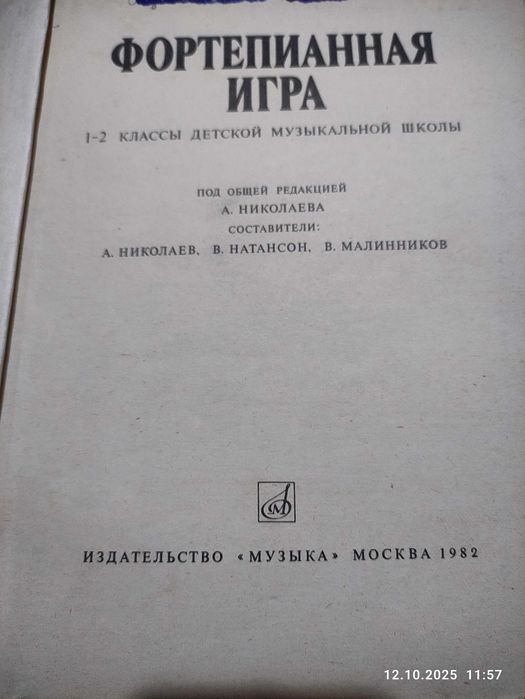 ФОРТЕПИАННАЯ
ИГРА
1-2 КЛАССЫ ДЕТСКОЙ МУЗЫКАЛЬНОЙ ШКОЛЫ
ПОД ОБЩЕЙ РЕДАКЦИЕЙ
А. НИКОЛАЕВА
СОСТАВИТЕЛИ:
А. НИКОЛАЕВ, В. НАТАНСОН, В. МАЛИННИКОВ
М
ИЗДАТЕЛЬСТВО «МУЗЫКА» МОСКВА 1982
12.10.2025 11:57